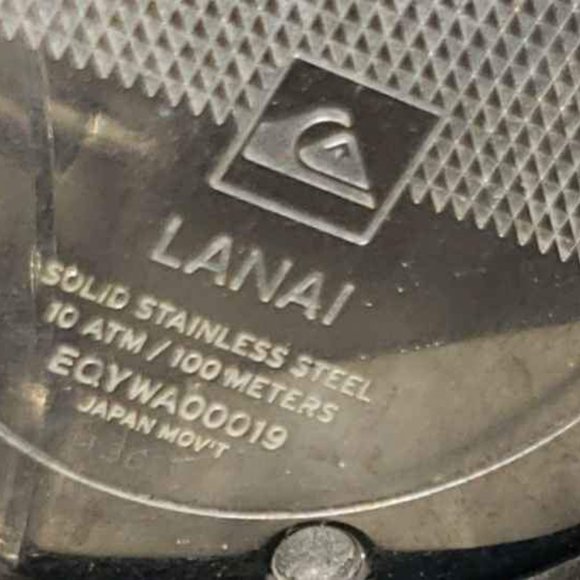 LANAI
SOLID STAINLESS STEEL
10 ATM / 100 METERS
EQYWA00019
JAPAN MOV'T